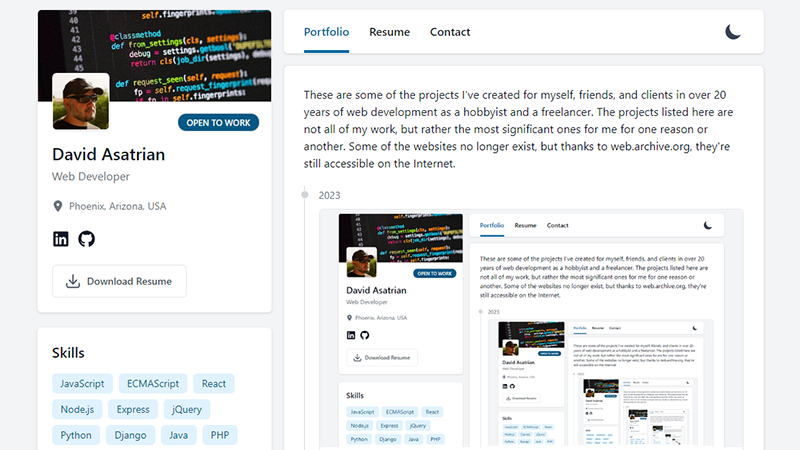 @classmethod
def from_settings(cls, settings):
debug = settings.getbool(
return cls(job_dir(settings), debug)
def request_seen(self, request):
fp = self.request_fingerprint(
if fp in self.fingerprints:
OPEN TO WORK
David Asatrian
Web Developer
Phoenix, Arizona, USA
Download Resume
Skills
JavaScript ECMAScript React
Node.js Express jQuery
Python Django Java PHP
Portfolio Resume Contact
These are some of the projects I've created for myself, friends, and clients in over 20
years of web development as a hobbyist and a freelancer. The projects listed here are
not all of my work, but rather the most significant ones for me for one reason or
another. Some of the websites no longer exist, but thanks to web.archive.org, they're
still accessible on the Internet.
2023
OPEN TO WORK
David Asatrian
Web Developer
Phoenix, Arizona, USA
Download Resume
Skills
JavaScript ECMAScript React
Node.js Express jQuery
Python Django Java PHP
Portfolio Resume Contact
These are some of the projects I've created for myself, friends, and clients in over 20
years of web development as a hobbyist and a freelancer. The projects listed here are
not all of my work, but rather the most significant ones for me for one reason or
another. Some of the websites no longer exist, but thanks to web.archive.org, they're
still accessible on the Internet.
2023
David Asatrian
Web Developer
Download Resume
Skills
Portfolio Resume Contact